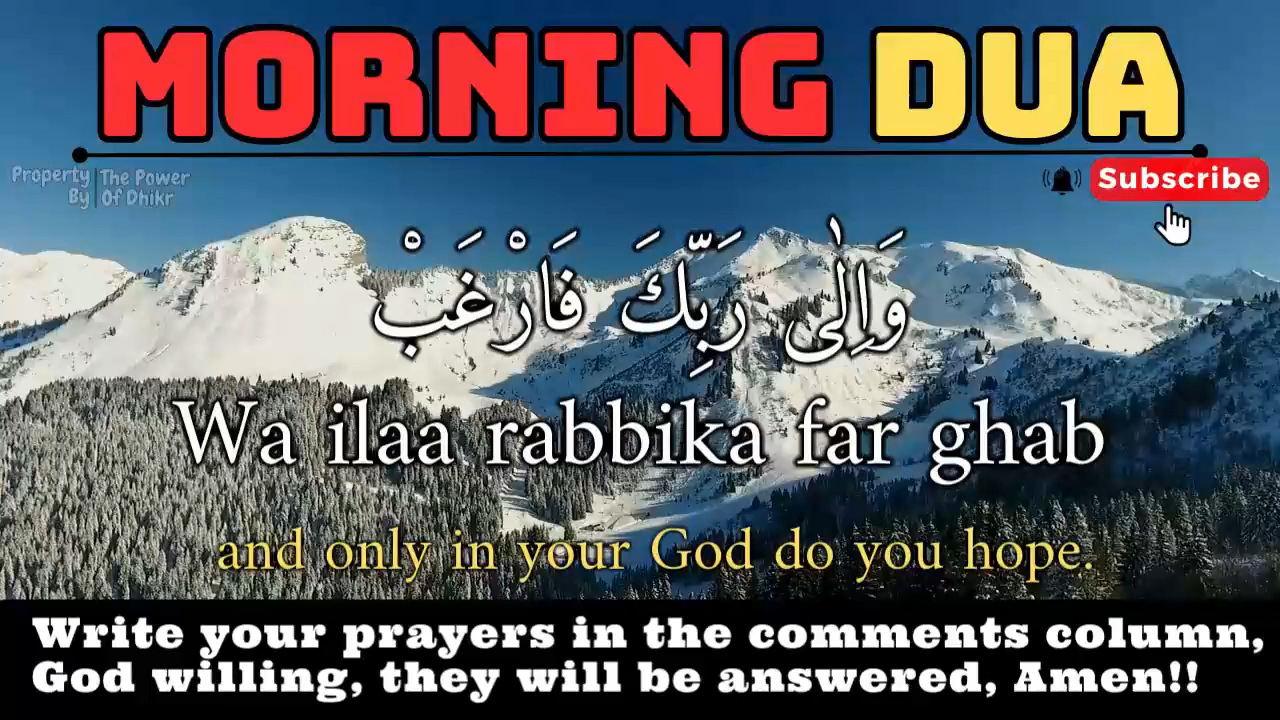 MORNING DUA
Property By
The Power Of Dhikr
Subscribe
وَاِلٰى رَبِّكَ فَارْغَبْ
Wa ilaa rabbika far ghab
and only in your God do you hope.
Write your prayers in the comments column,
God willing, they will be answered, Amen!!